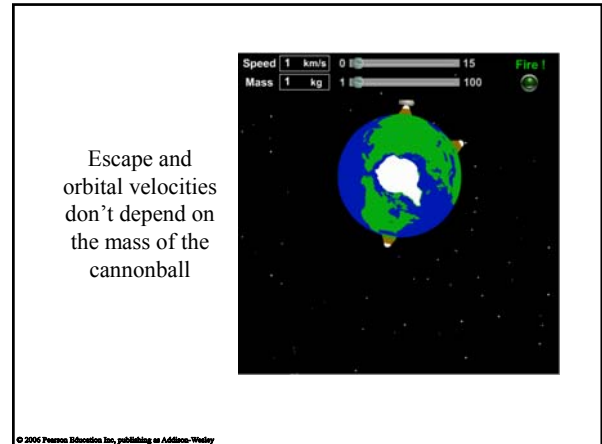 Speed 1 km/s 0 15 Fire !
Mass 1 kg 1 100
Escape and
orbital velocities
don’t depend on
the mass of the
cannonball
© 2006 Pearson Education Inc, publishing as Addison-Wesley